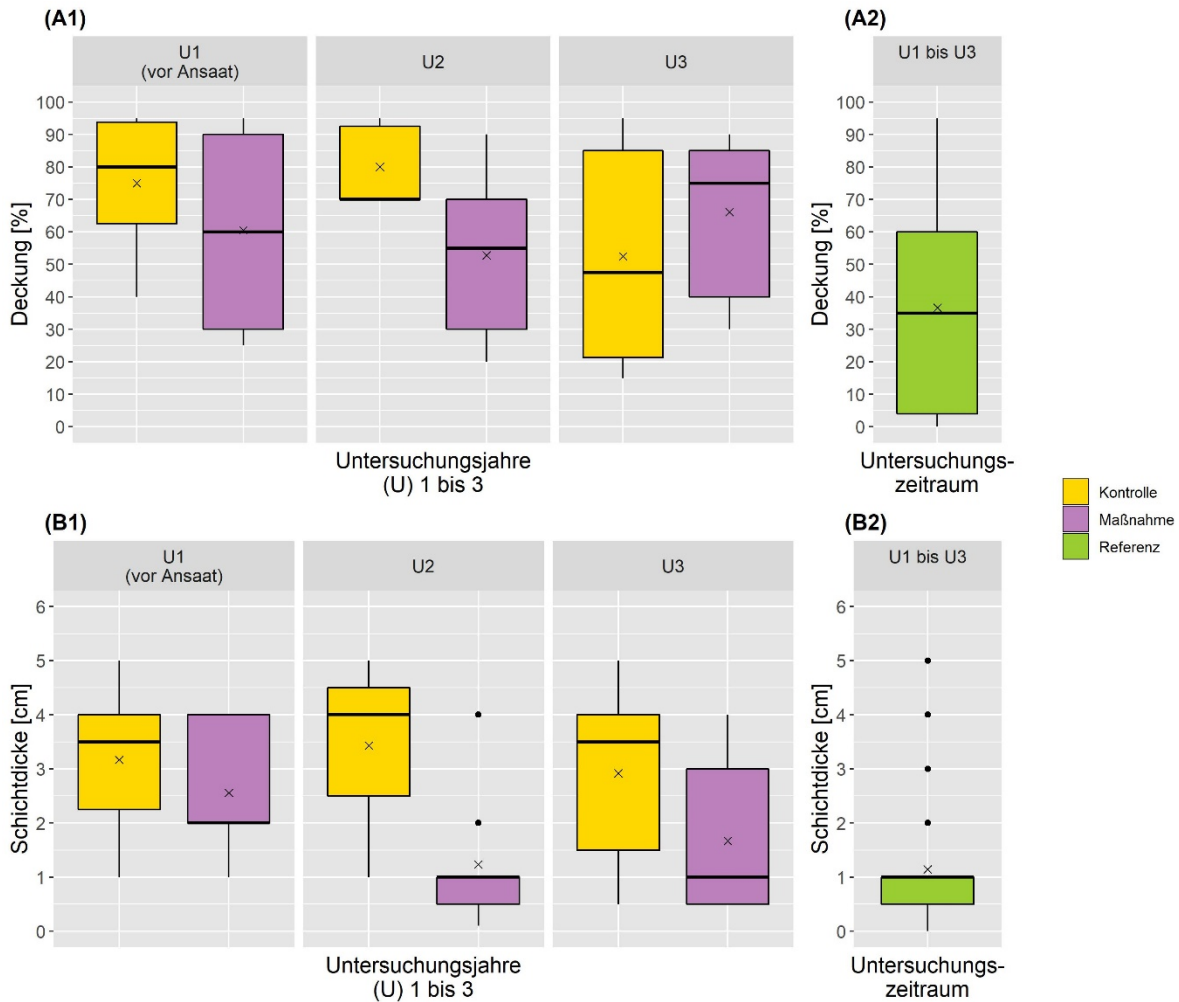 (A1)
U1
(vor Ansaat)
U2
U3
100
90
80
70
60
50
40
30
20
10
0
Deckung [%]
Untersuchungsjahre
(U) 1 bis 3
(A2)
U1 bis U3
100
90
80
70
60
50
40
30
20
10
0
Deckung [%]
Untersuchungs-
zeitraum
Kontrolle
Maßnahme
Referenz
(B1)
U1
(vor Ansaat)
U2
U3
6
5
4
3
2
1
0
Schichtdicke [cm]
Untersuchungsjahre
(U) 1 bis 3
(B2)
U1 bis U3
6
5
4
3
2
1
0
Schichtdicke [cm]
Untersuchungs-
zeitraum